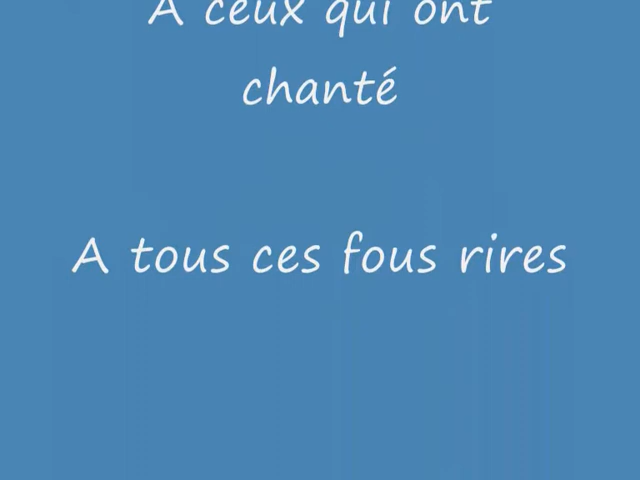 A ceux qui ont
chanté
A tous ces fous rires